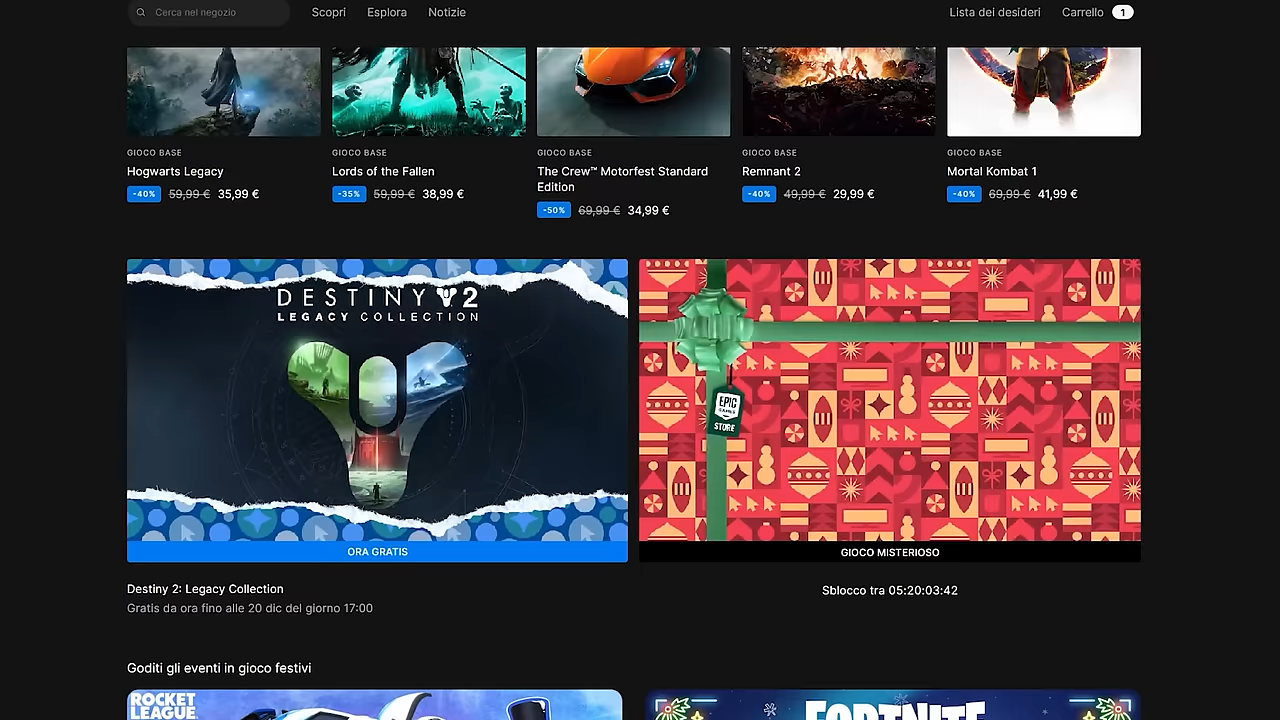 Cerca nel negozio
Scopri
Esplora
Notizie
Lista dei desideri
Carrello
1
GIOCO BASE
Hogwarts Legacy
-40% 59,99 € 35,99 €
GIOCO BASE
Lords of the Fallen
-35% 59,99 € 38,99 €
GIOCO BASE
The Crew™ Motorfest Standard
Edition
-50% 69,99 € 34,99 €
GIOCO BASE
Remnant 2
-40% 49,99 € 29,99 €
GIOCO BASE
Mortal Kombat 1
-40% 69,99 € 41,99 €
DESTINY 2
LEGACY COLLECTION
ORA GRATIS
Destiny 2: Legacy Collection
Gratis da ora fino alle 20 dic del giorno 17:00
EPIC
GAMES
STORE
GIOCO MISTERIOSO
Sblocco tra 05:20:03:42
Goditi gli eventi in gioco festivi
ROCKET
LEAGUE
FORTNITE